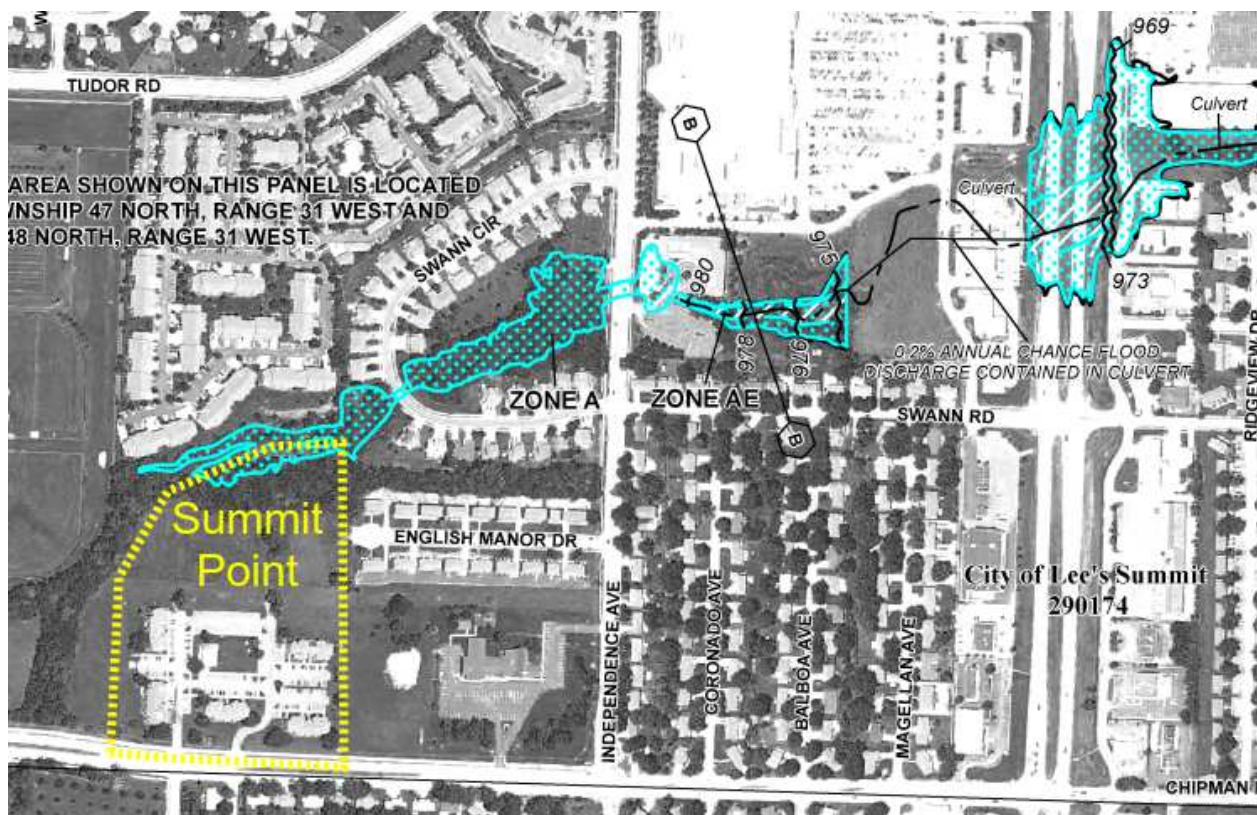 969
TUDOR RD
Culvert
B
AREA SHOWN ON THIS PANEL IS LOCATED
WNSHIP 47 NORTH, RANGE 31 WEST AND
48 NORTH, RANGE 31 WEST.
Culvert
SWANN CIR
975
980
973
978
976
0.2% ANNUAL CHANCE FLOOD
DISCHARGE CONTAINED IN CULVERT
ZONE A
ZONE AE
SWANN RD
RIDGEVIEW DR
B
Summit
Point
ENGLISH MANOR DR
City of Lee's Summit
290174
INDEPENDENCE AVE
CORONADO AVE
BALBOA AVE
MAGELLAN AVE
CHIPMAN